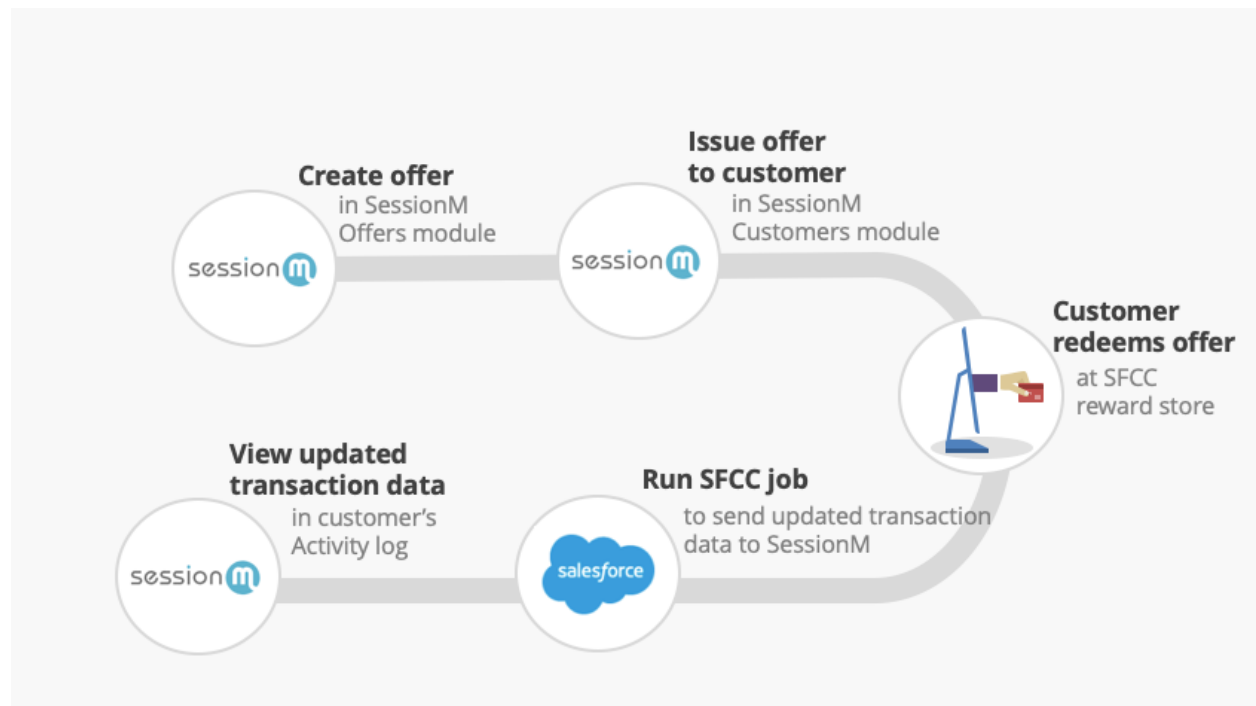 Create offer
in SessionM
Offers module
session m
Issue offer
to customer
in SessionM
Customers module
session m
Customer
redeems offer
at SFCC
reward store
Run SFCC job
to send updated transaction
data to SessionM
salesforce
View updated
transaction data
in customer's
Activity log
session m